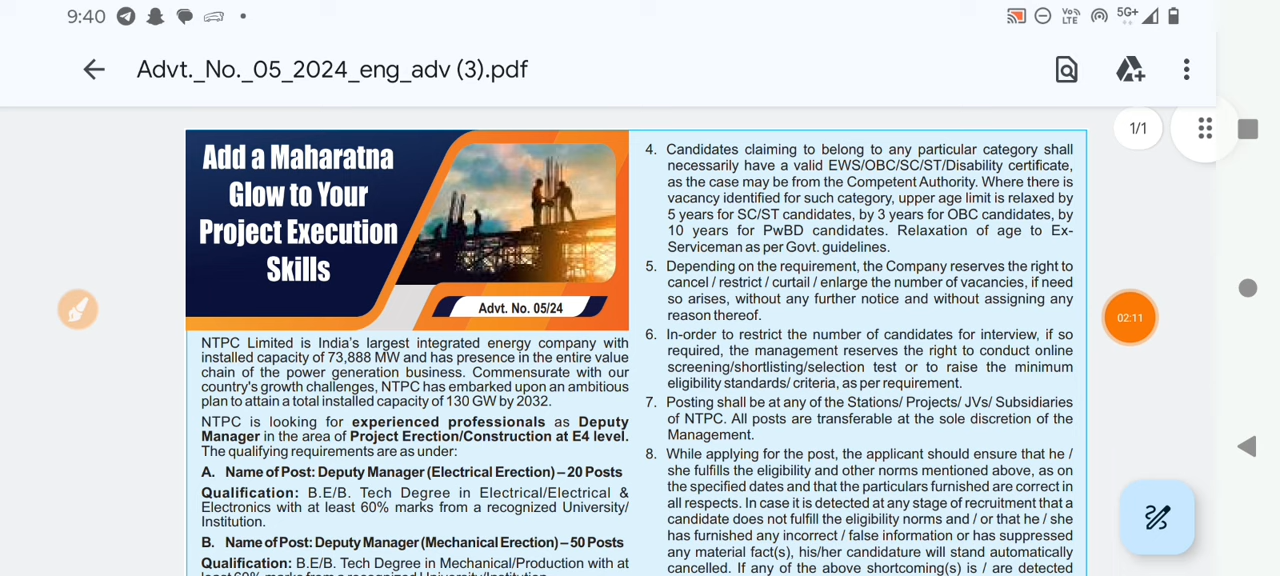 9:40
Vo)) LTE
5G+
Advt._No._05_2024_eng_adv (3).pdf
1/1
Add a Maharatna
Glow to Your
Project Execution
Skills
Advt. No. 05/24
NTPC Limited is India's largest integrated energy company with
installed capacity of 73,888 MW and has presence in the entire value
chain of the power generation business. Commensurate with our
country's growth challenges, NTPC has embarked upon an ambitious
plan to attain a total installed capacity of 130 GW by 2032.
NTPC is looking for experienced professionals as Deputy
Manager in the area of Project Erection/Construction at E4 level.
The qualifying requirements are as under:
A. Name of Post: Deputy Manager (Electrical Erection) – 20 Posts
Qualification: B.E/B. Tech Degree in Electrical/Electrical &
Electronics with at least 60% marks from a recognized University/
Institution.
B. Name of Post: Deputy Manager (Mechanical Erection) – 50 Posts
Qualification: B.E/B. Tech Degree in Mechanical/Production with at
least 60% marks from a recognized University/Institution.
4. Candidates claiming to belong to any particular category shall
necessarily have a valid EWS/OBC/SC/ST/Disability certificate,
as the case may be from the Competent Authority. Where there is
vacancy identified for such category, upper age limit is relaxed by
5 years for SC/ST candidates, by 3 years for OBC candidates, by
10 years for PwBD candidates. Relaxation of age to Ex-
Serviceman as per Govt. guidelines.
5. Depending on the requirement, the Company reserves the right to
cancel / restrict / curtail / enlarge the number of vacancies, if need
so arises, without any further notice and without assigning any
reason thereof.
6. In-order to restrict the number of candidates for interview, if so
required, the management reserves the right to conduct online
screening/shortlisting/selection test or to raise the minimum
eligibility standards/ criteria, as per requirement.
7. Posting shall be at any of the Stations/ Projects/ JVs/ Subsidiaries
of NTPC. All posts are transferable at the sole discretion of the
Management.
8. While applying for the post, the applicant should ensure that he /
she fulfills the eligibility and other norms mentioned above, as on
the specified dates and that the particulars furnished are correct in
all respects. In case it is detected at any stage of recruitment that a
candidate does not fulfill the eligibility norms and / or that he / she
has furnished any incorrect / false information or has suppressed
any material fact(s), his/her candidature will stand automatically
cancelled. If any of the above shortcoming(s) is / are detected
02:11